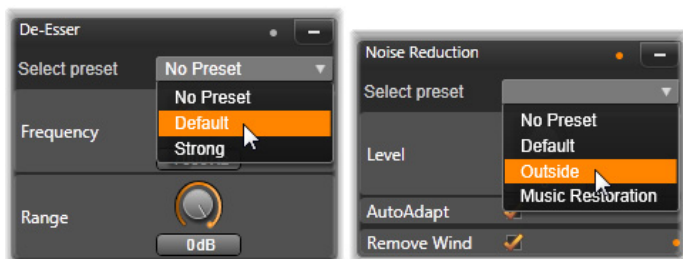 De-Esser
Select preset No Preset
No Preset
Default
Strong
Frequency
Range
0dB
Noise Reduction
Select preset
No Preset
Default
Outside
Music Restoration
Level
AutoAdapt
Remove Wind